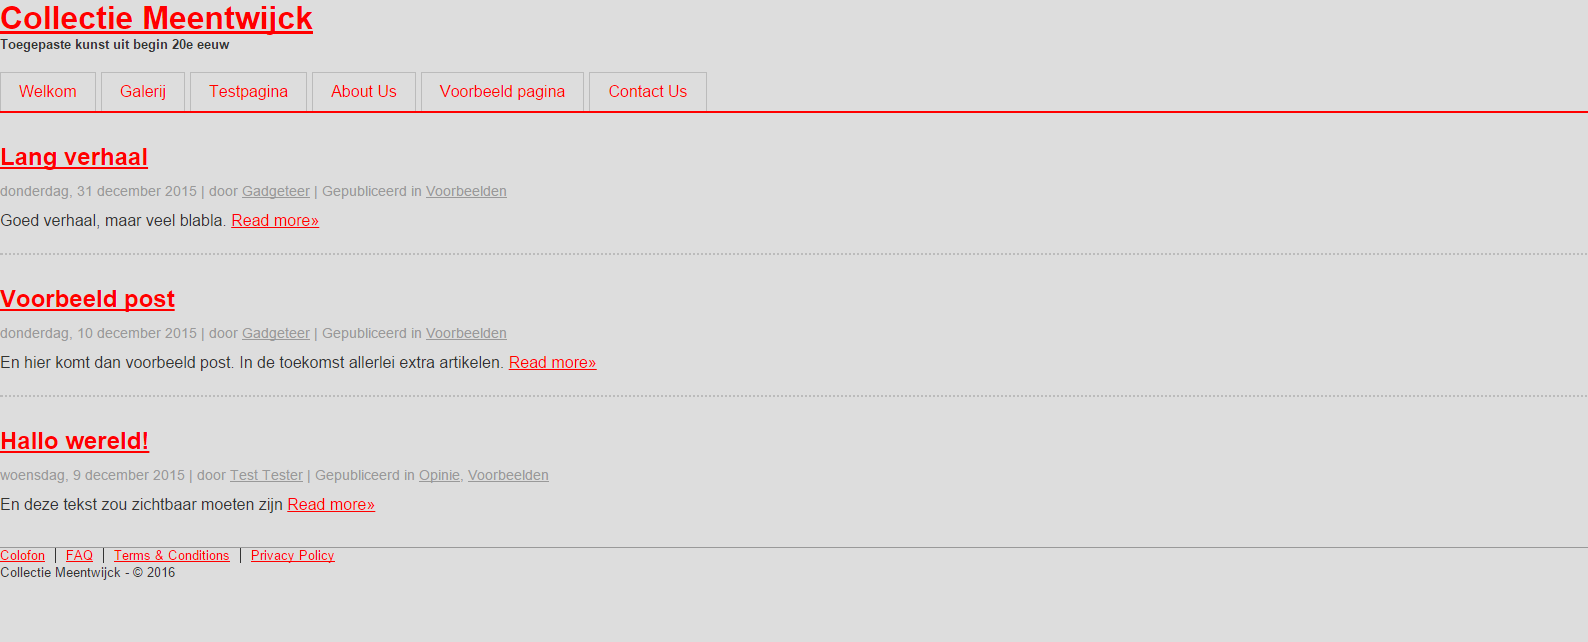 Collectie Meentwijck
Toegepaste kunst uit begin 20e eeuw
Welkom Galerij Testpagina About Us Voorbeeld pagina Contact Us
Lang verhaal
donderdag, 31 december 2015 | door Gadgeteer | Gepubliceerd in Voorbeelden
Goed verhaal, maar veel blabla. Read more»
Voorbeeld post
donderdag, 10 december 2015 | door Gadgeteer | Gepubliceerd in Voorbeelden
En hier komt dan voorbeeld post. In de toekomst allerlei extra artikelen. Read more»
Hallo wereld!
woensdag, 9 december 2015 | door Test Tester | Gepubliceerd in Opinie, Voorbeelden
En deze tekst zou zichtbaar moeten zijn Read more»
Colofon | FAQ | Terms & Conditions | Privacy Policy
Collectie Meentwijck - © 2016